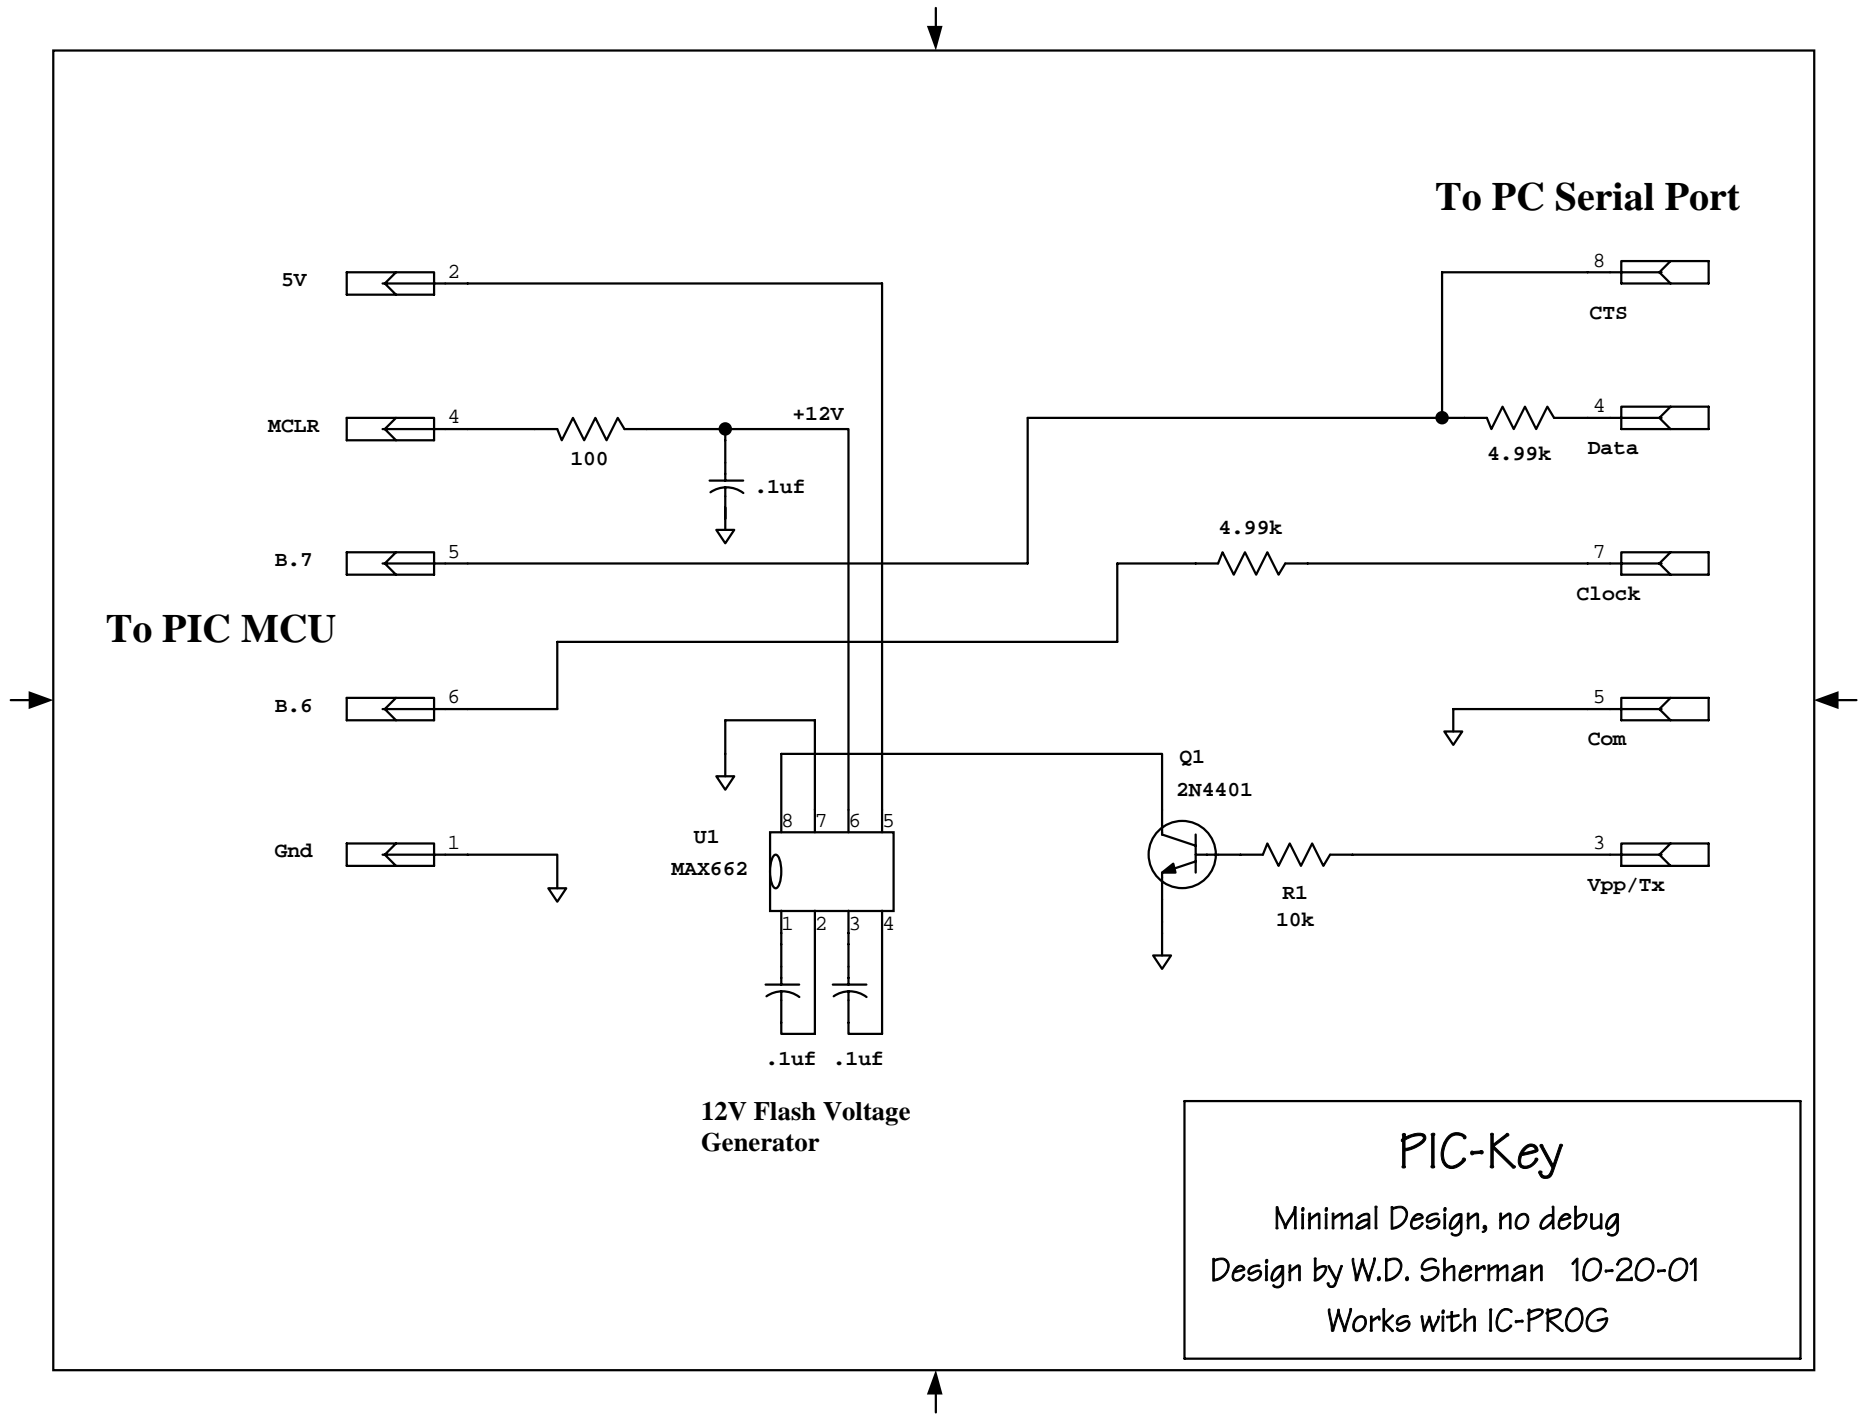 To PC Serial Port
8
CTS
2
5V
4
Data
4.99k
4
MCLR
100
+12V
.1uf
4.99k
7
Clock
5
B.7
To PIC MCU
6
B.6
5
Com
Q1
2N4401
8 7 6 5
U1
MAX662
1
Gnd
3
Vpp/Tx
R1
10k
1 2 3 4
.1uf .1uf
12V Flash Voltage
Generator
PIC-Key
Minimal Design, no debug
Design by W.D. Sherman 10-20-01
Works with IC-PROG